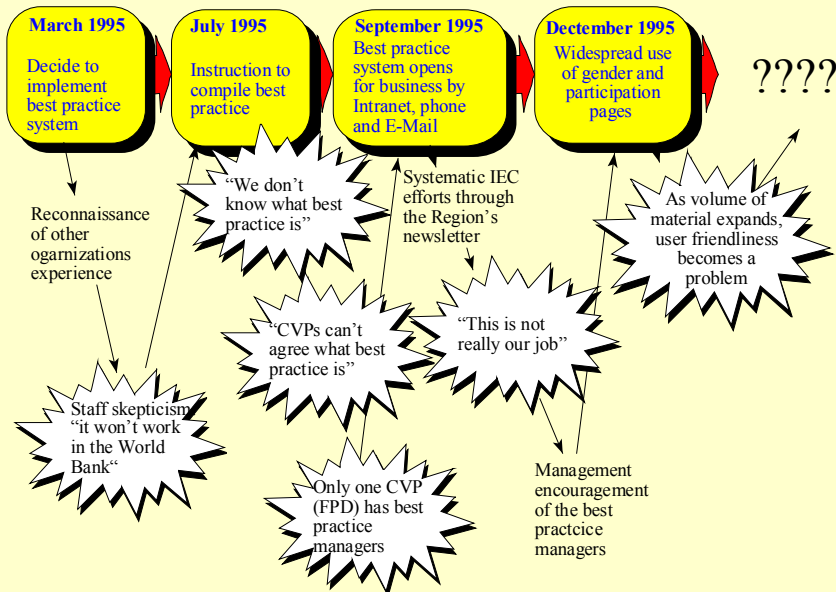 March 1995
Decide to
implement
best practice
system
July 1995
Instruction to
compile best
practice
September 1995
Best practice
system opens
for business by
Intranet, phone
and E-Mail
Dectember 1995
Widespread use
of gender and
participation
pages
????
Reconnaissance
of other
ogarnizations
experience
Staff skepticism
“it won’t work
in the World
Bank“
“We don’t
know what best
practice is”
“CVPs can’t
agree what best
practice is”
Only one CVP
(FPD) has best
practice
managers
Systematic IEC
efforts through
the Region’s
newsletter
“This is not
really our job”
Management
encouragement
of the best
practcice
managers
As volume of
material expands,
user friendliness
becomes a
problem